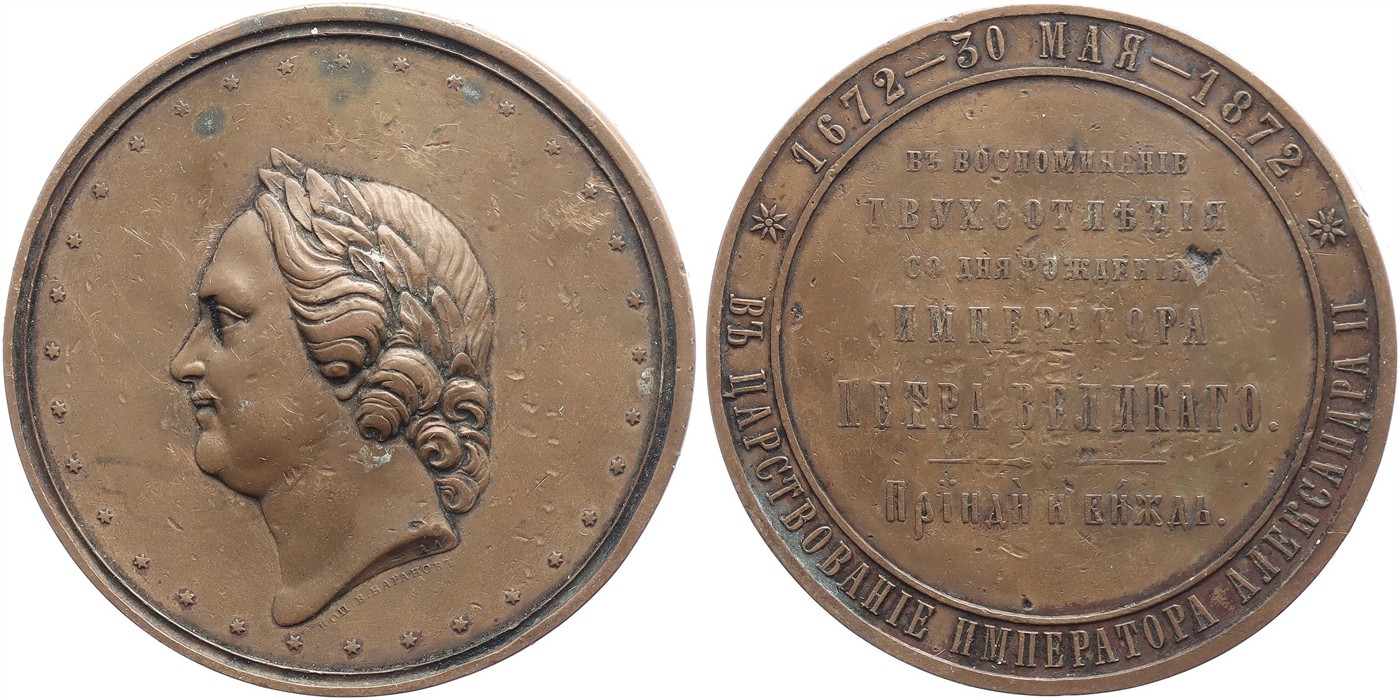 КОП В. БАРАНОВЪ
1672—30 МАЯ—1872
ВЪ ВОСПОМИНАНІЕ
ДВУХСОТЛѢТІЯ
СО ДНЯ РОЖДЕНІЯ
ИМПЕРАТОРА
ПЕТРА ВЕЛИКАГО.
Пріиди и виждь.
ВЪ ЦАРСТВОВАНІЕ ИМПЕРАТОРА АЛЕКСАНДРА II